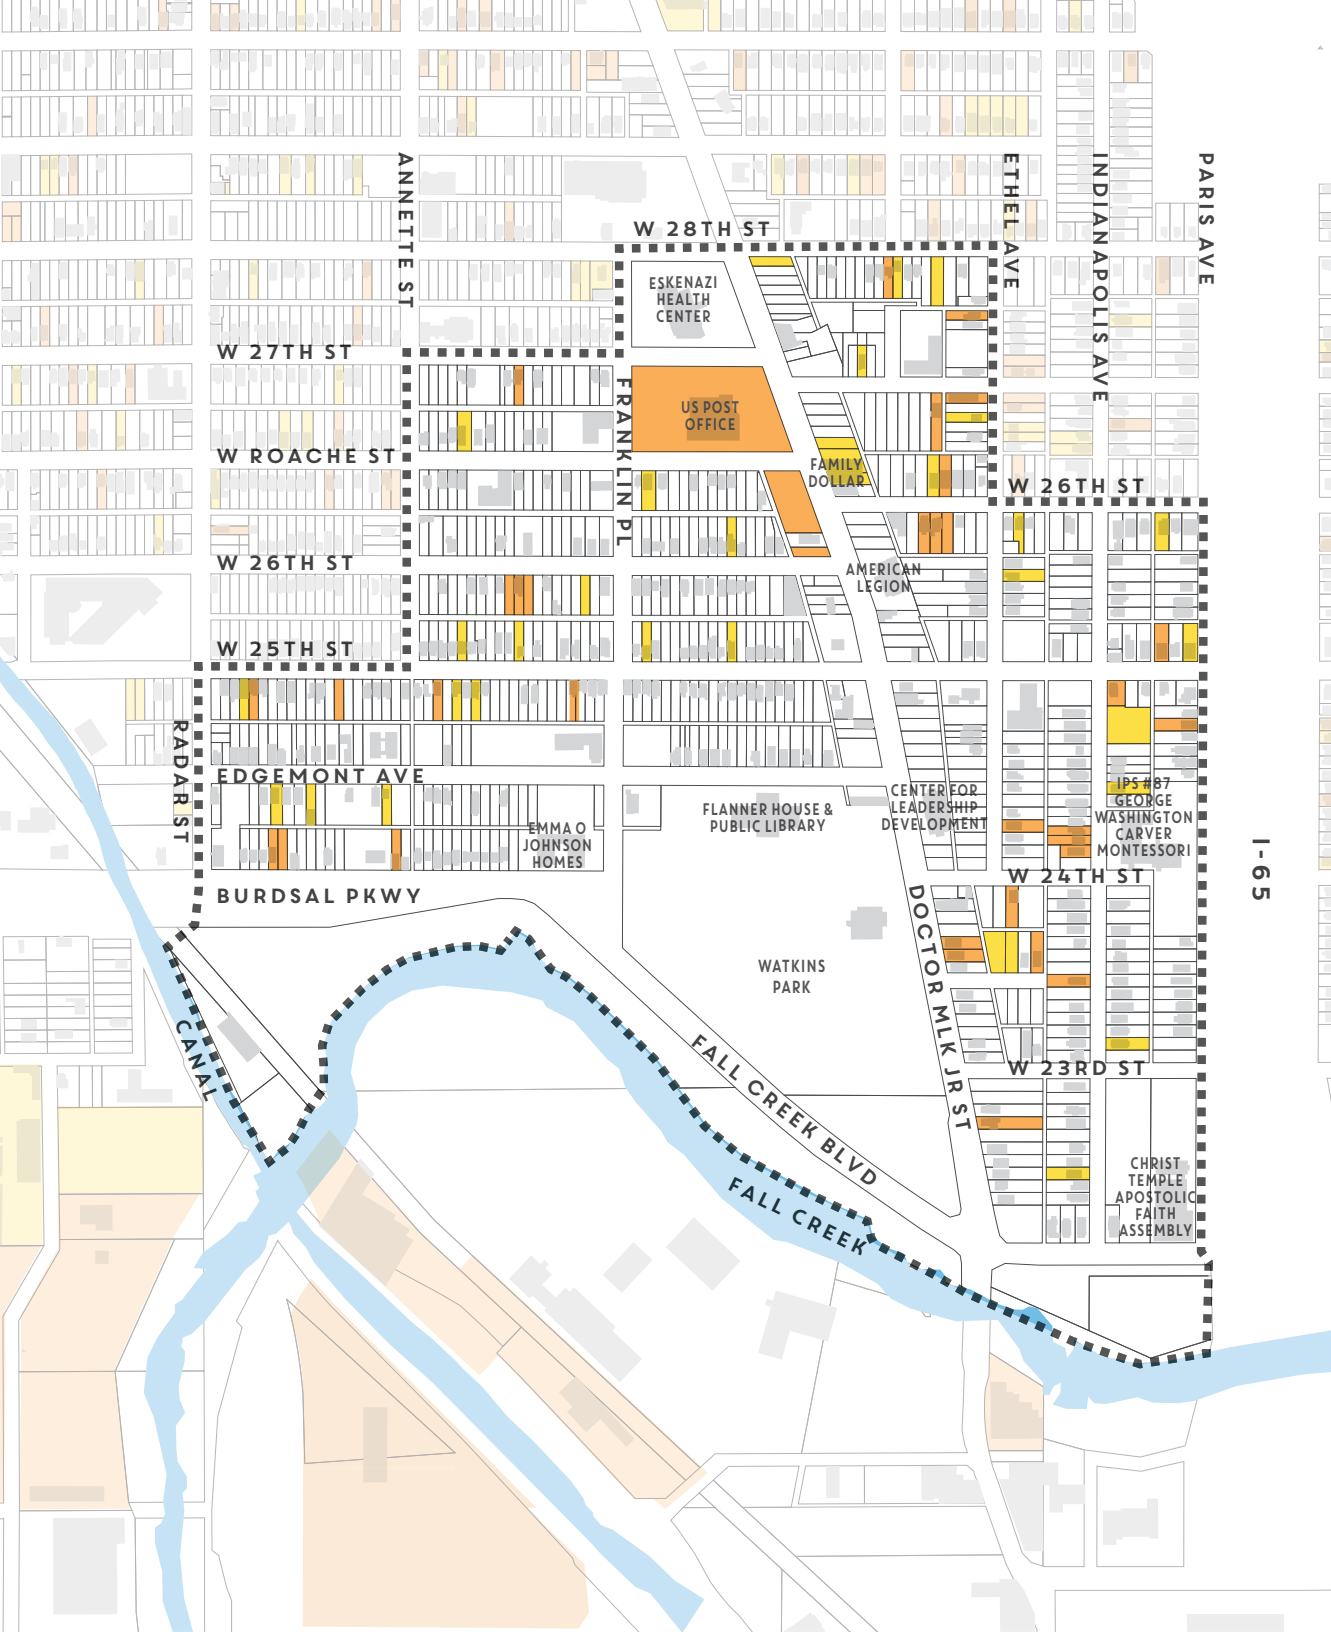 ANNETTE ST
ETHEL AVE
INDIANAPOLIS AVE
PARIS AVE
W 28TH ST
ESKENAZI
HEALTH
CENTER
W 27TH ST
FRANKLIN PL
US POST
OFFICE
W ROACHE ST
FAMILY
DOLLAR
W 26TH ST
W 26TH ST
AMERICAN
LEGION
W 25TH ST
RADAR ST
EDGEMONT AVE
EMMA O
JOHNSON
HOMES
FLANNER HOUSE &
PUBLIC LIBRARY
CENTER FOR
LEADERSHIP
DEVELOPMENT
IPS #87
GEORGE
WASHINGTON
CARVER
MONTESSORI
I-65
W 24TH ST
BURDSAL PKWY
DOCTOR MLK JR ST
WATKINS
PARK
CANAL
FALL CREEK BLVD
W 23RD ST
FALL CREEK
CHRIST
TEMPLE
APOSTOLIC
FAITH
ASSEMBLY